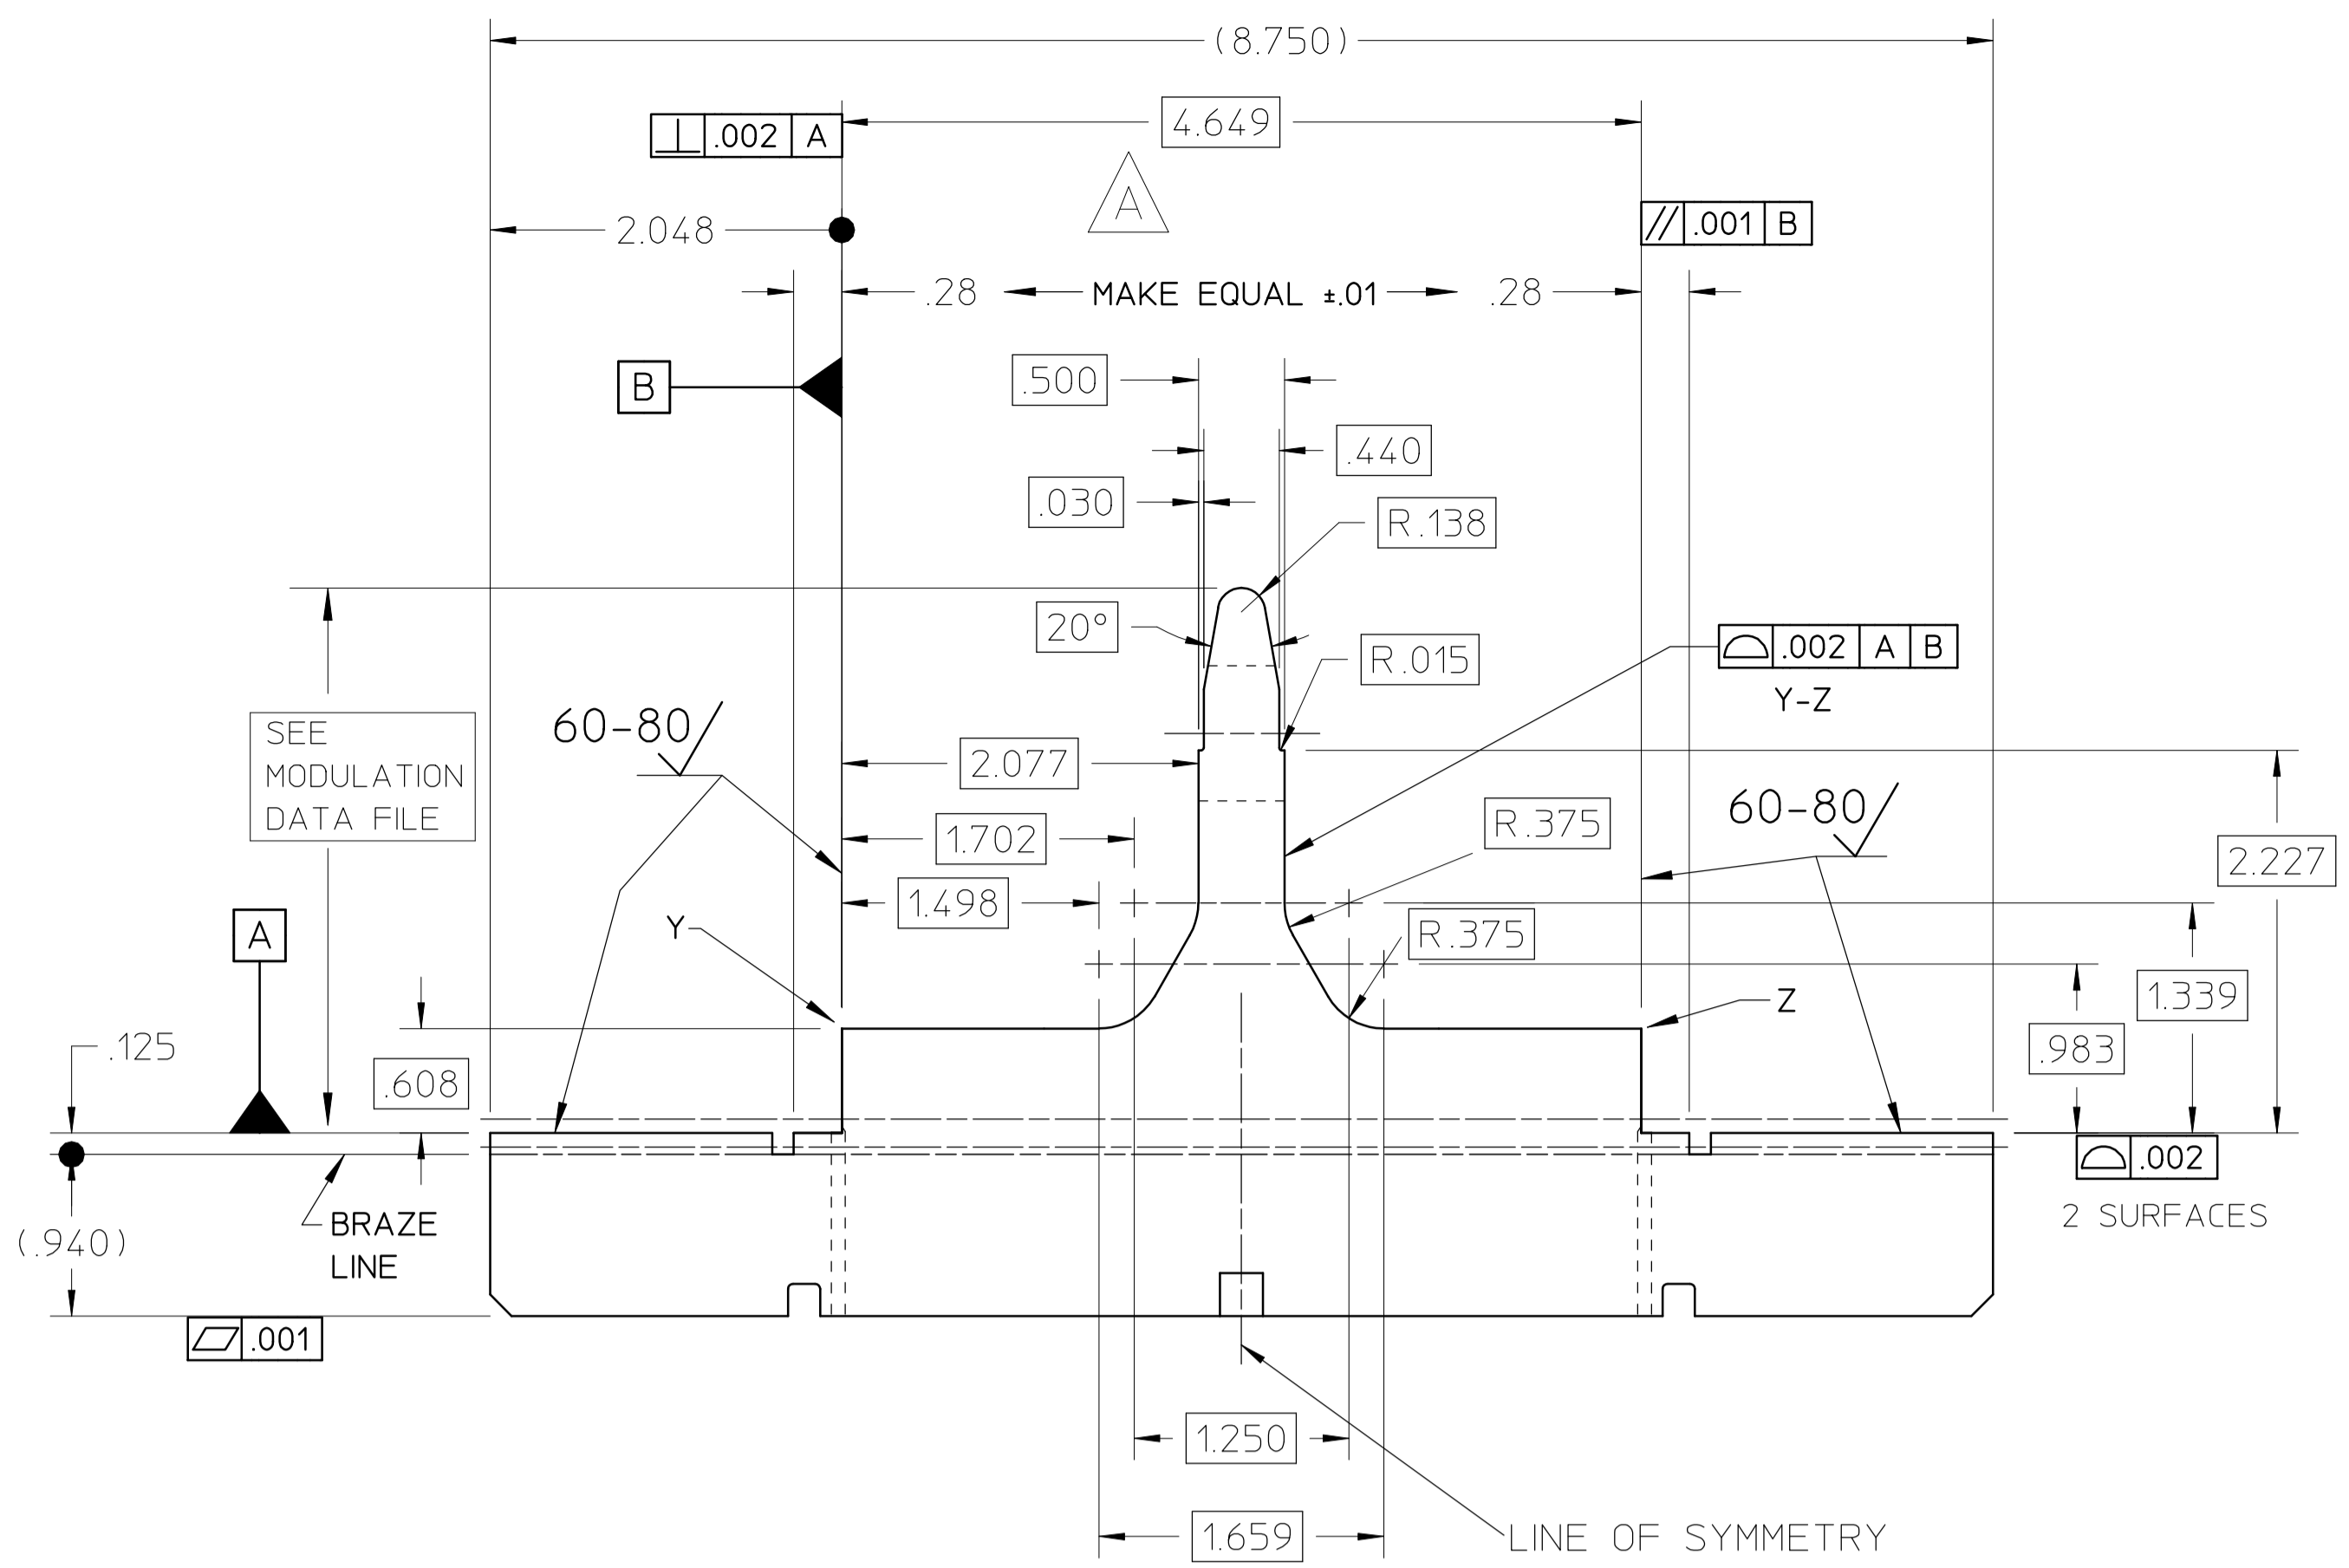 (8.750)
4.649
⊥ .002 A
A
2.048
// .001 B
.28 MAKE EQUAL ±.01 .28
B
.500
.440
.030
R.138
20°
R.015
⌓ .002 A B
Y-Z
SEE
MODULATION
DATA FILE
60-80
2.077
60-80
R.375
1.702
2.227
1.498
R.375
Y
A
1.339
Z
.125
.983
.608
⌓ .002
2 SURFACES
BRAZE
LINE
(.940)
⏥ .001
1.250
1.659
LINE OF SYMMETRY